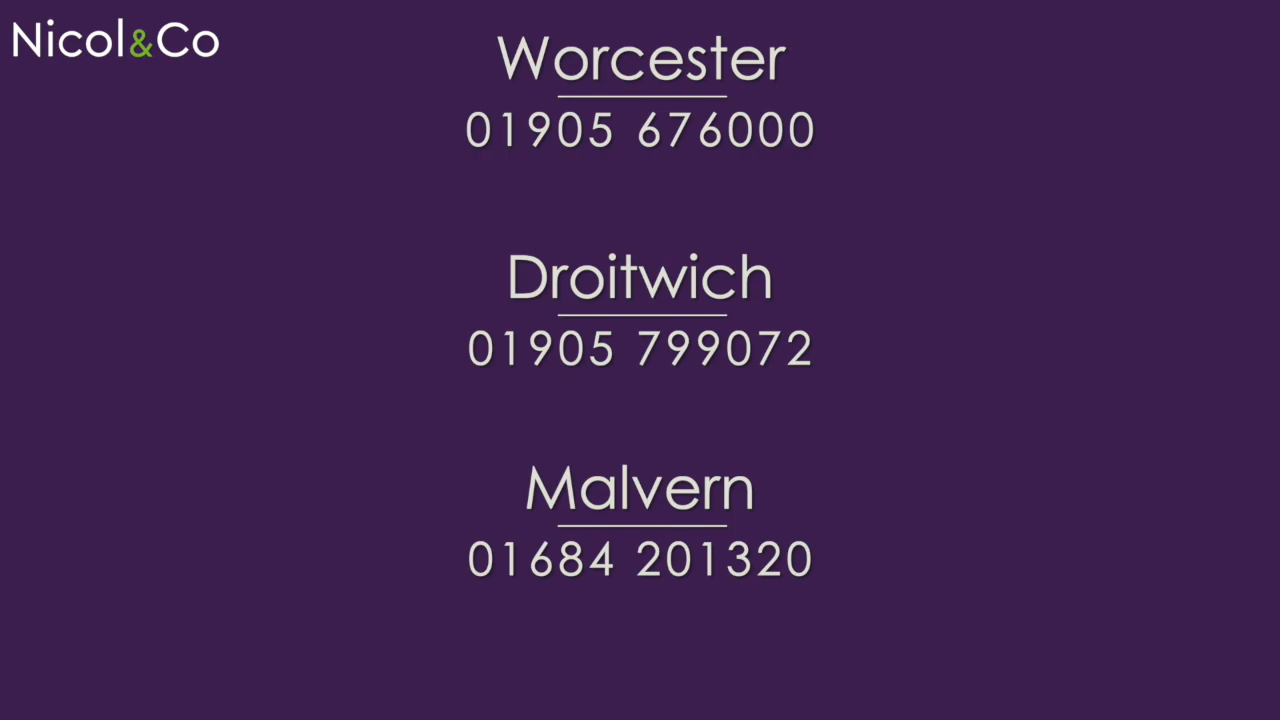 Nicol&Co
Worcester
01905 676000
Droitwich
01905 799072
Malvern
01684 201320